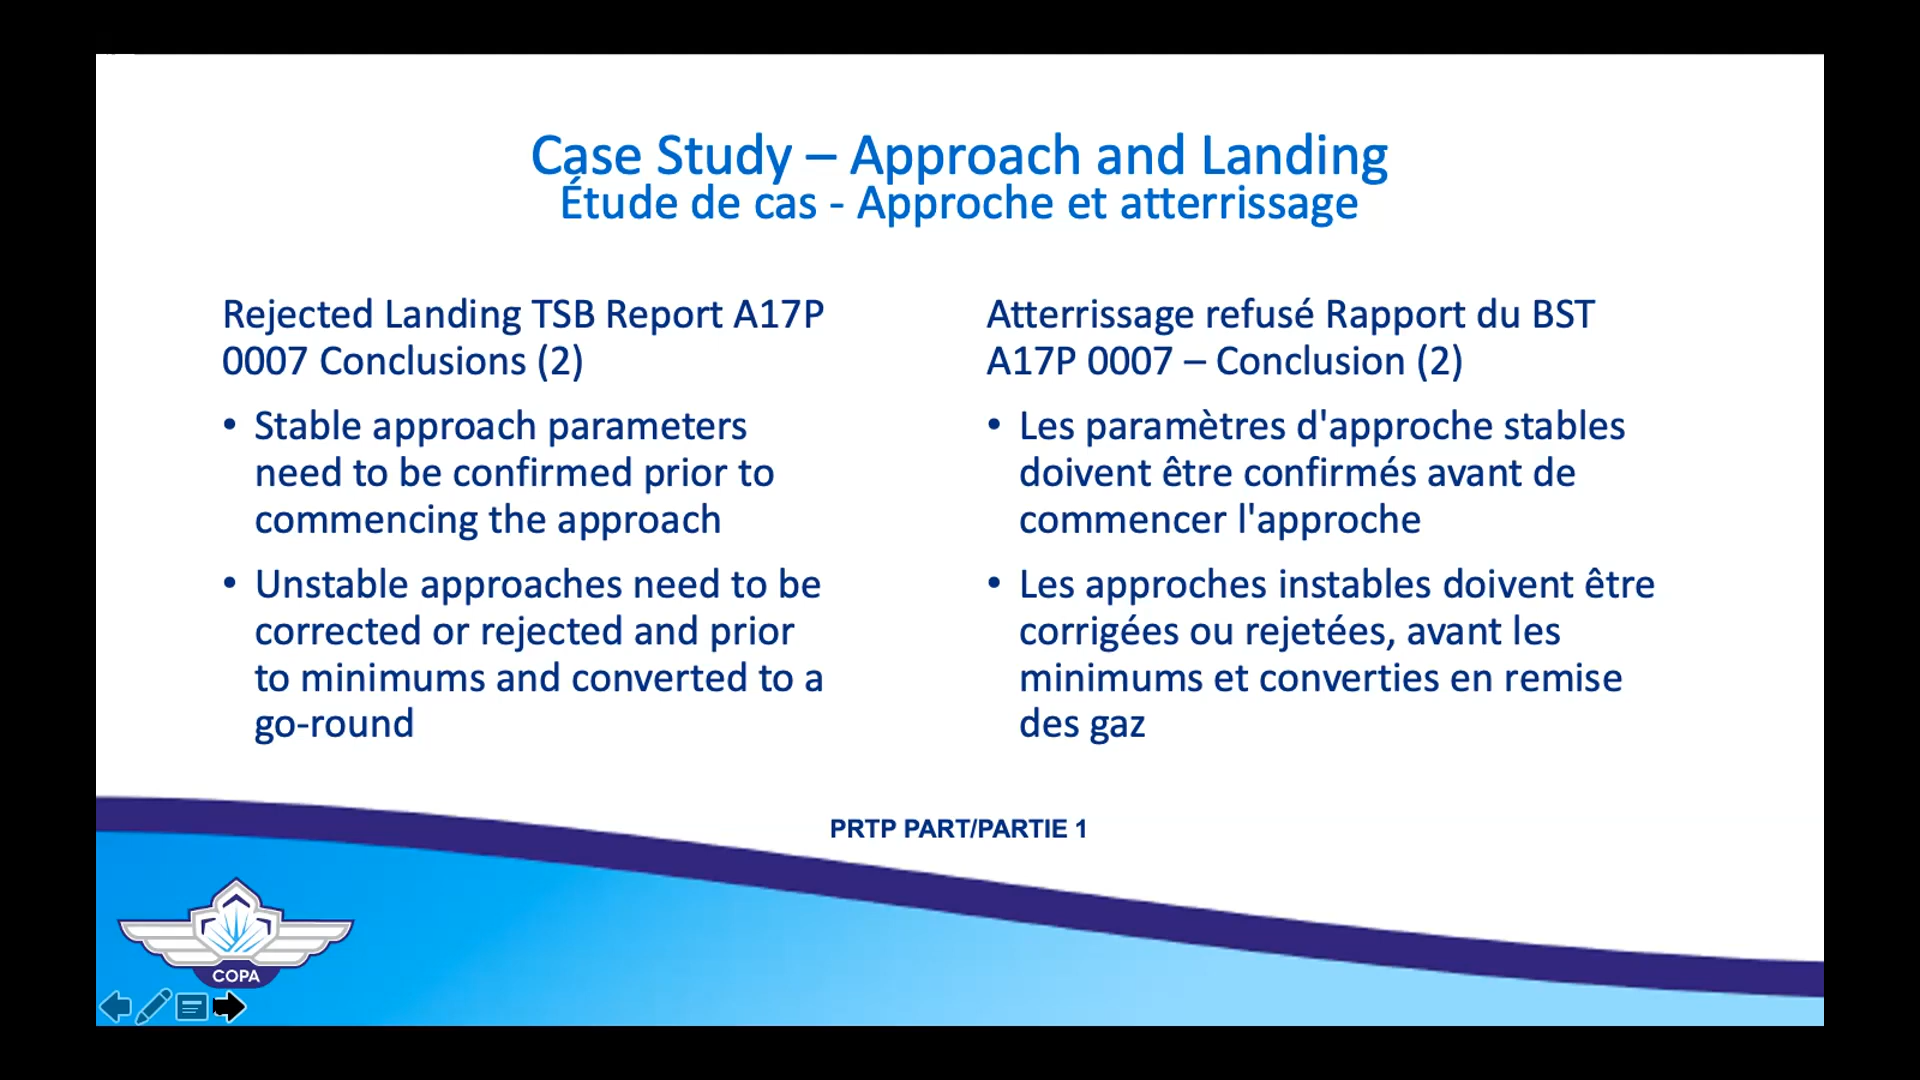 Case Study – Approach and Landing
Étude de cas - Approche et atterrissage
Rejected Landing TSB Report A17P
0007 Conclusions (2)
• Stable approach parameters
need to be confirmed prior to
commencing the approach
• Unstable approaches need to be
corrected or rejected and prior
to minimums and converted to a
go-round
Atterrissage refusé Rapport du BST
A17P 0007 – Conclusion (2)
• Les paramètres d'approche stables
doivent être confirmés avant de
commencer l'approche
• Les approches instables doivent être
corrigées ou rejetées, avant les
minimums et converties en remise
des gaz
PRTP PART/PARTIE 1
COPA